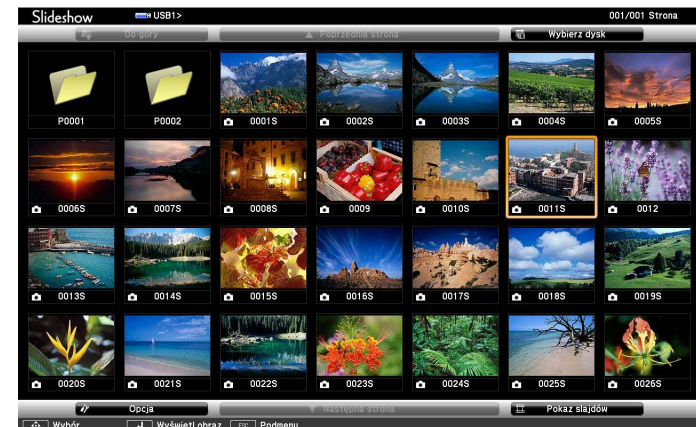 Slideshow USB1> 001/001 Strona
Do góry Poprzednia strona Wybierz dysk
P0001 P0002 0001S 0002S 0003S 0004S 0005S
0006S 0007S 0008S 0009 0010S 0011S 0012
0013S 0014S 0015S 0016S 0017S 0018S 0019S
0020S 0021S 0022S 0023S 0024S 0025S 0026S
Opcja Następna strona Pokaz slajdów
Wybór Wyświetl obraz ESC Podmenu